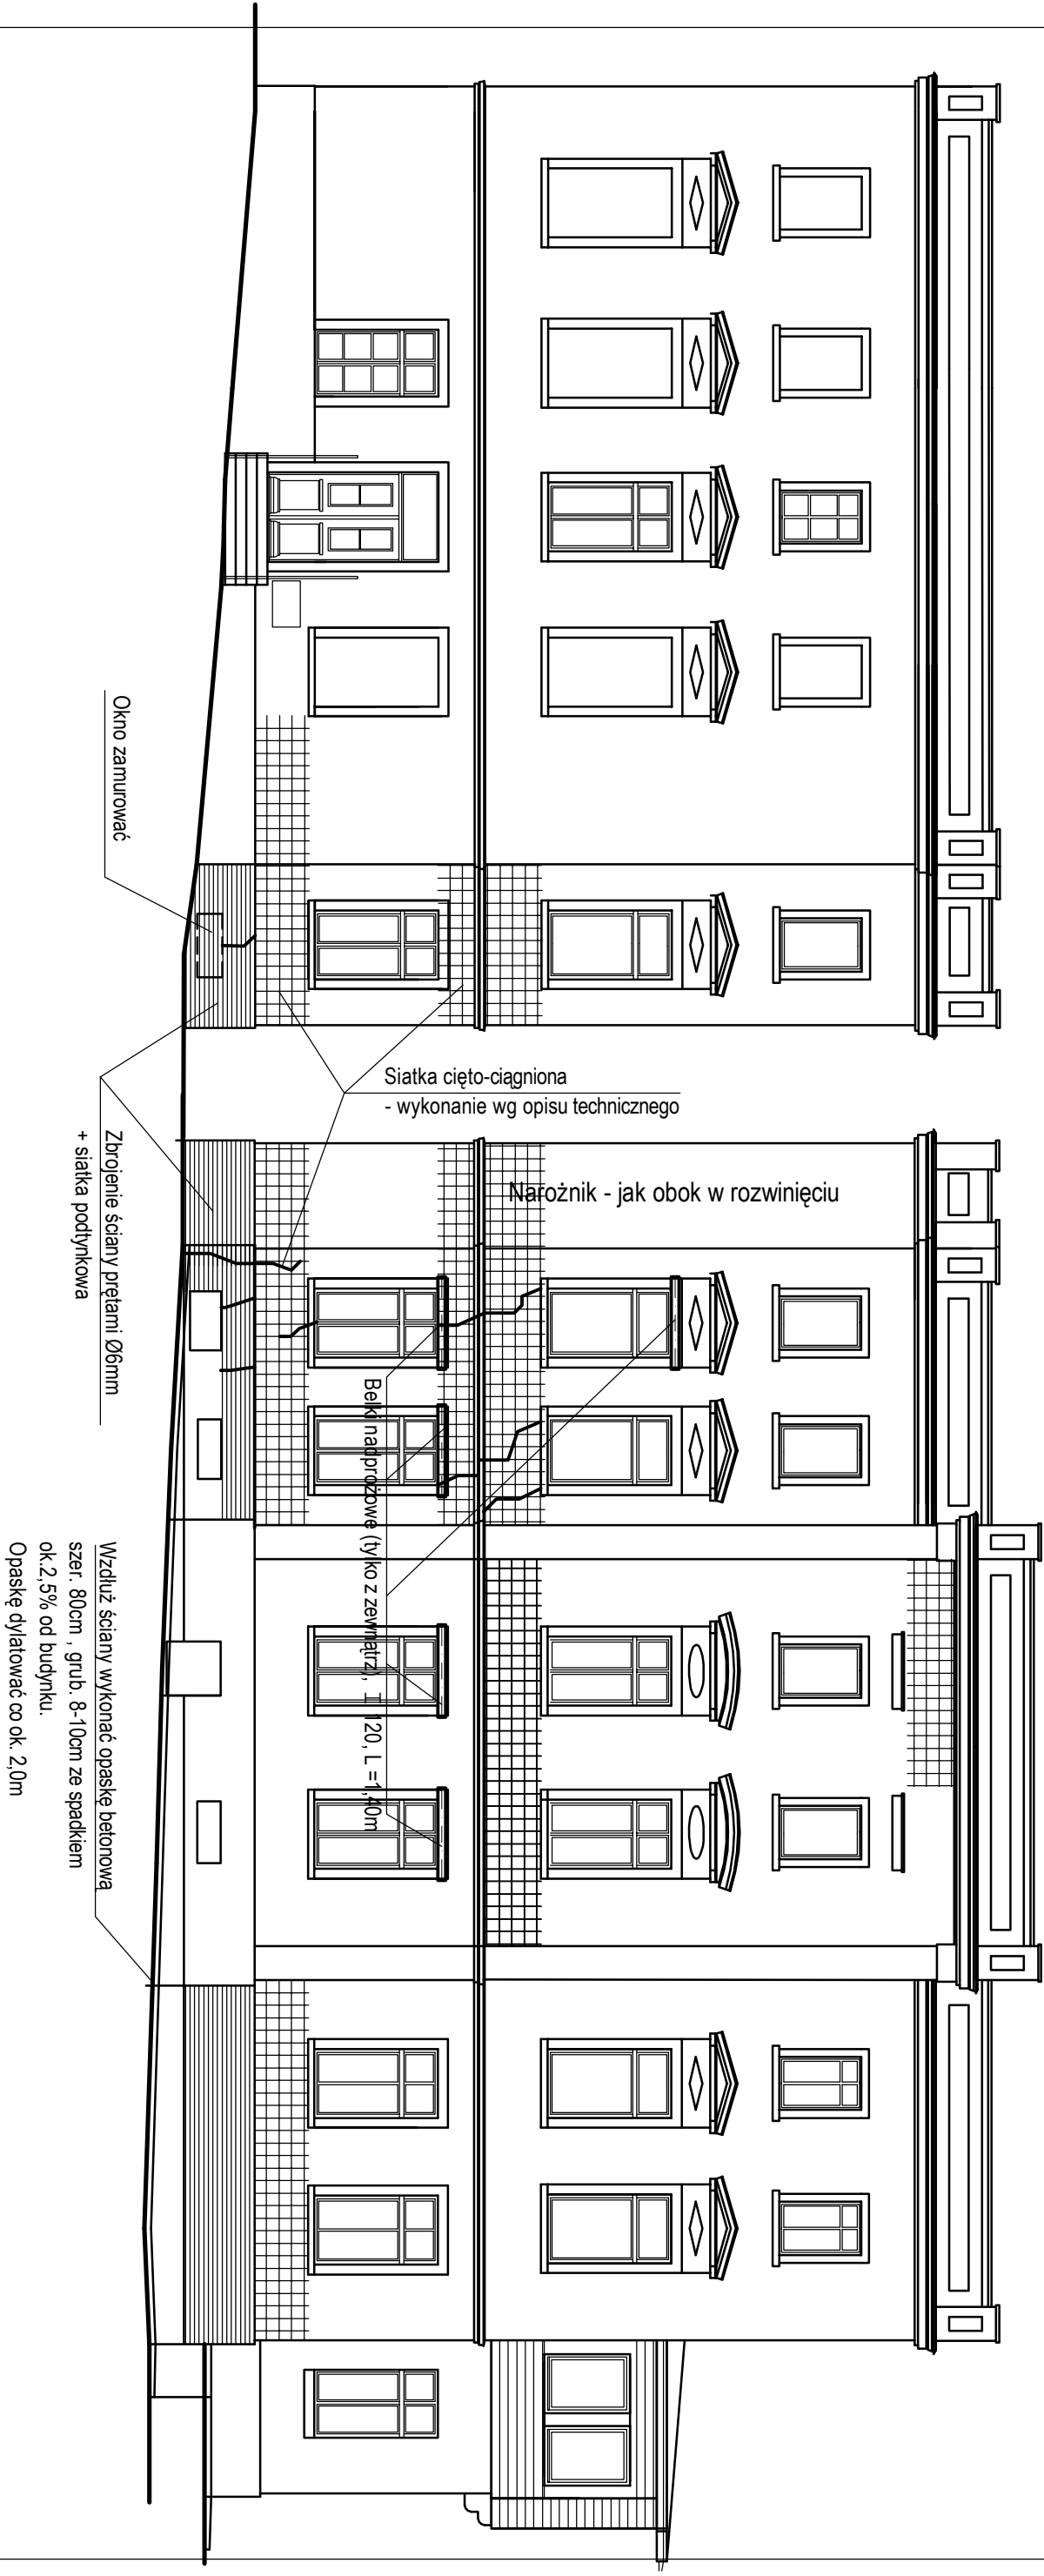 Okno zamurować
Siatka cięto-ciągniona
- wykonanie wg opisu technicznego
Zbrojenie ściany prętami Ø6mm
+ siatka podtynkowa
Narożnik - jak obok w rozwinięciu
Belki nadprożowe (tylko z zewnątrz), I 120, L =1,40m
Wzdłuż ściany wykonać opaskę betonową
szer. 80cm , grub. 8-10cm ze spadkiem
ok.2,5% od budynku.
Opaskę dylatować co ok. 2,0m